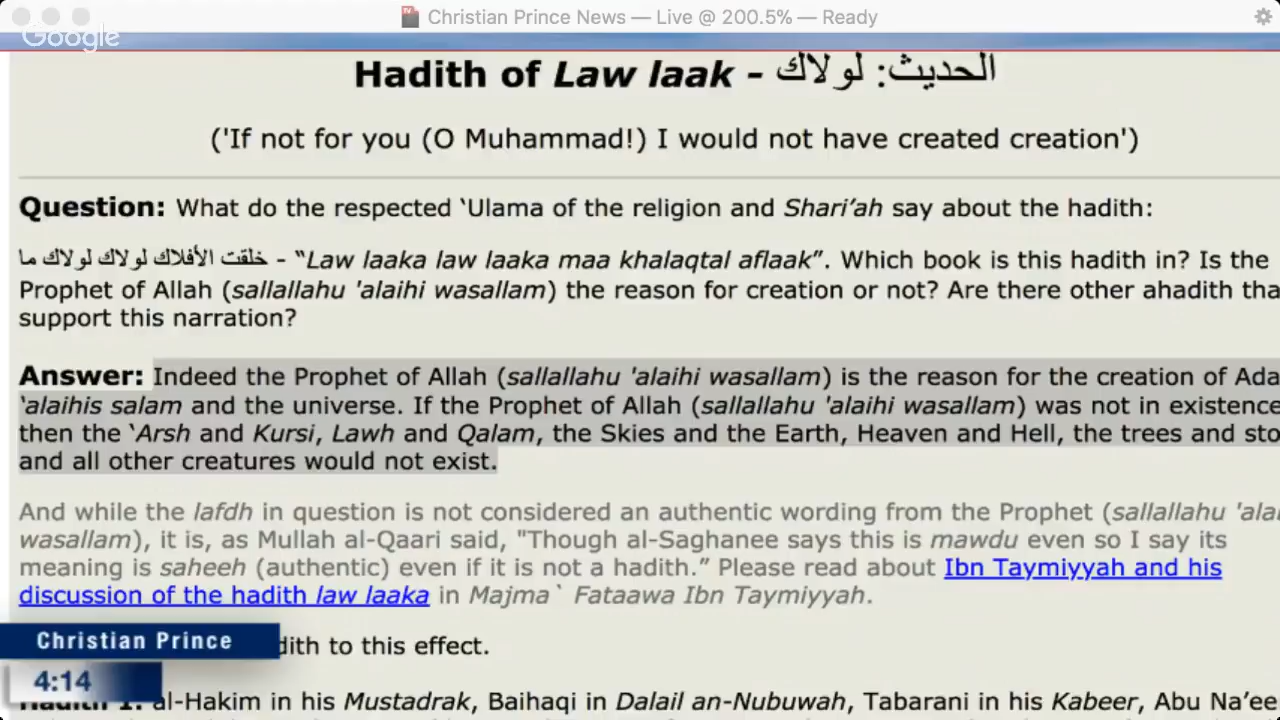 Christian Prince News — Live @ 200.5% — Ready
Google
Hadith of Law laak - الحديث: لولاك
('If not for you (O Muhammad!) I would not have created creation')
Question: What do the respected `Ulama of the religion and Shari’ah say about the hadith:
خلقت الأفلاك لولاك لولاك ما - “Law laaka law laaka maa khalaqtal aflaak”. Which book is this hadith in? Is the
Prophet of Allah (sallallahu 'alaihi wasallam) the reason for creation or not? Are there other ahadith tha
support this narration?
Answer: Indeed the Prophet of Allah (sallallahu 'alaihi wasallam) is the reason for the creation of Ada
‘alaihis salam and the universe. If the Prophet of Allah (sallallahu 'alaihi wasallam) was not in existence
then the `Arsh and Kursi, Lawh and Qalam, the Skies and the Earth, Heaven and Hell, the trees and sto
and all other creatures would not exist.
And while the lafdh in question is not considered an authentic wording from the Prophet (sallallahu 'alai
wasallam), it is, as Mullah al-Qaari said, "Though al-Saghanee says this is mawdu even so I say its
meaning is saheeh (authentic) even if it is not a hadith.” Please read about Ibn Taymiyyah and his
discussion of the hadith law laaka in Majma` Fataawa Ibn Taymiyyah.
Christian Prince
dith to this effect.
4:14
al-Hakim in his Mustadrak, Baihaqi in Dalail an-Nubuwah, Tabarani in his Kabeer, Abu Na’ee